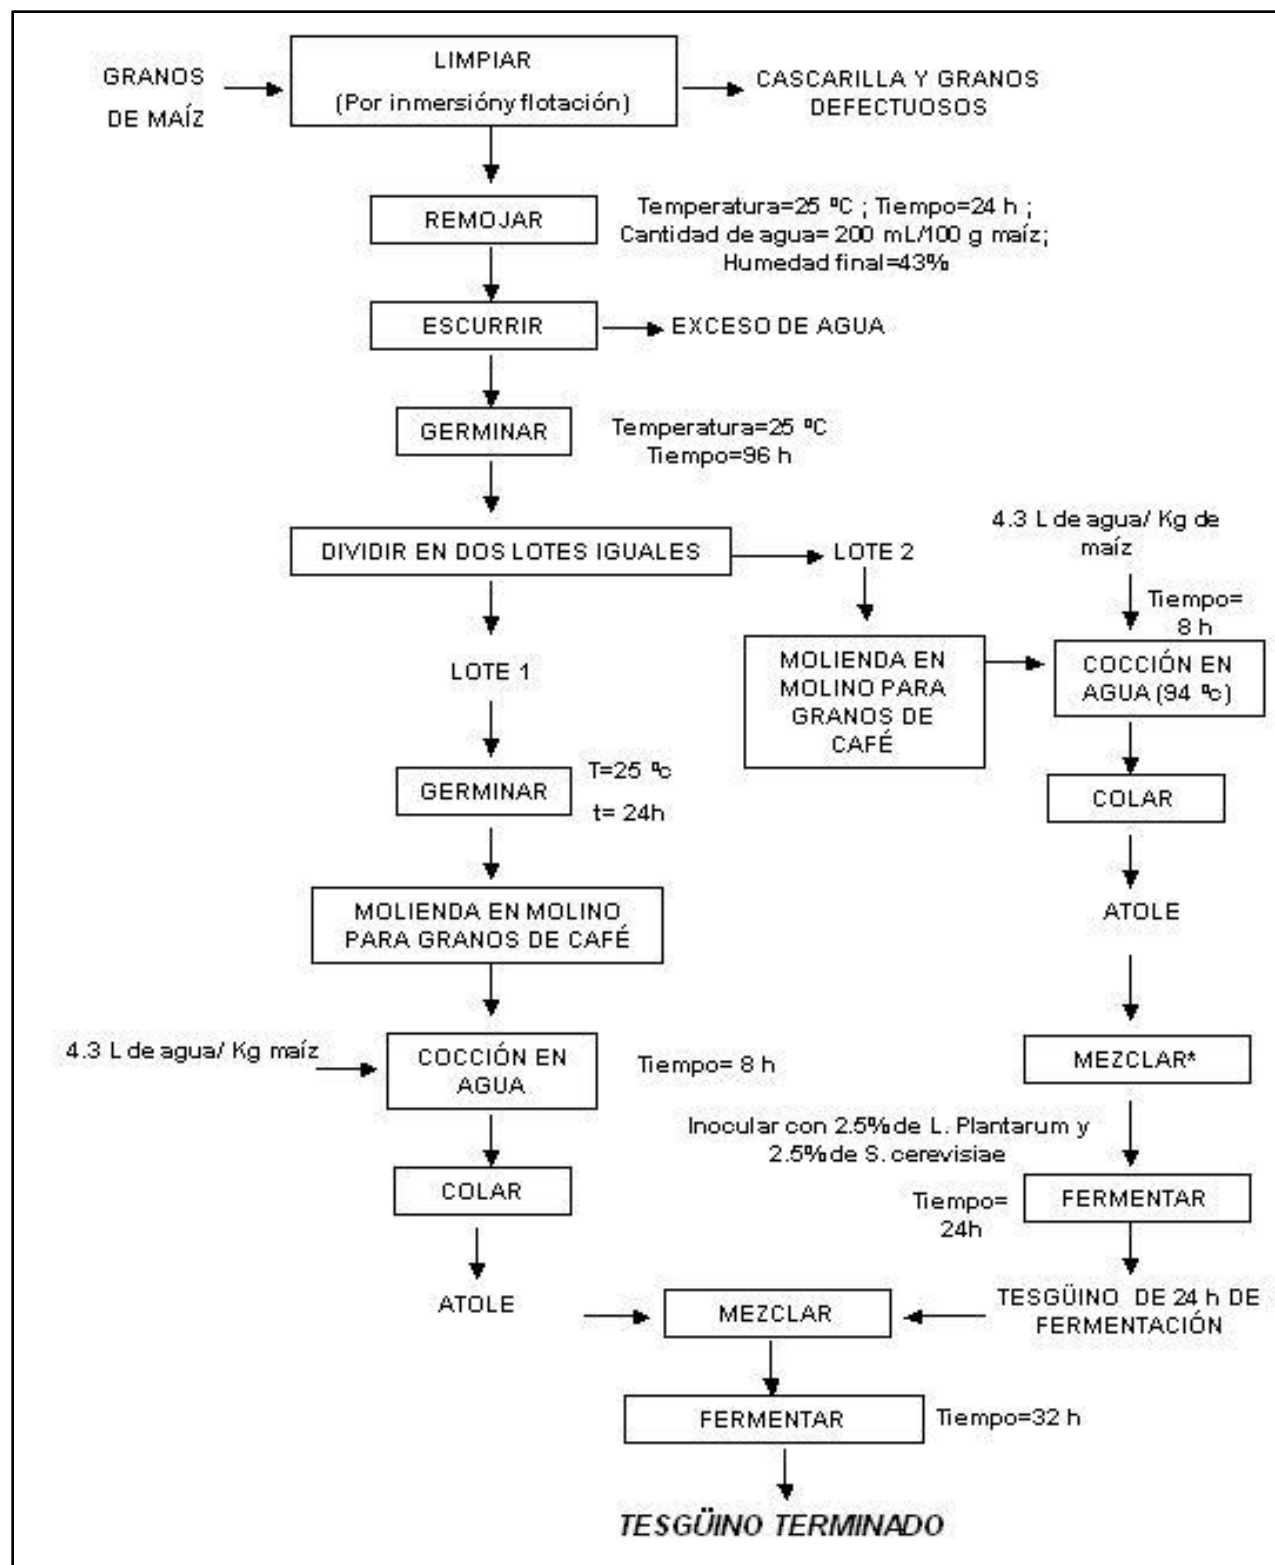 GRANOS
DE MAÍZ
LIMPIAR
(Por inmersióny flotación)
CASCARILLA Y GRANOS
DEFECTUOSOS
REMOJAR
Temperatura=25 ºC ; Tiempo=24 h ;
Cantidad de agua= 200 mL/100 g maíz;
Humedad final=43%
ESCURRIR
EXCESO DE AGUA
GERMINAR
Temperatura=25 ºC
Tiempo=96 h
DIVIDIR EN DOS LOTES IGUALES
LOTE 2
4.3 L de agua/ Kg de
maíz
Tiempo=
8 h
MOLIENDA EN
MOLINO PARA
GRANOS DE
CAFÉ
COCCIÓN EN
AGUA (94 ºc)
LOTE 1
COLAR
GERMINAR
T=25 ºc
t= 24h
ATOLE
MOLIENDA EN MOLINO
PARA GRANOS DE CAFÉ
4.3 L de agua/ Kg maíz
COCCIÓN EN
AGUA
Tiempo= 8 h
MEZCLAR*
Inocular con 2.5% de L. Plantarum y
2.5% de S. cerevisiae
COLAR
Tiempo=
24h
FERMENTAR
ATOLE
MEZCLAR
TESGÜINO DE 24 h DE
FERMENTACIÓN
FERMENTAR
Tiempo=32 h
TESGÜINO TERMINADO